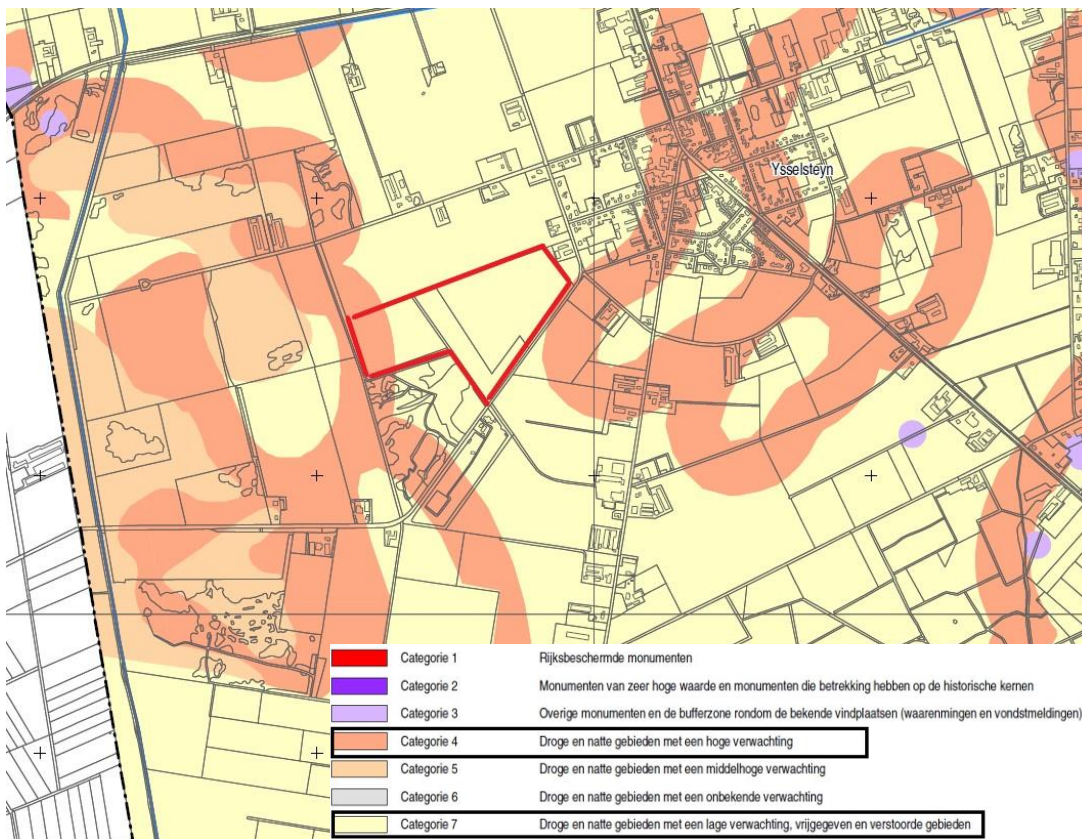 Ysselsteyn
Categorie 1 Rijksbeschermde monumenten
Categorie 2 Monumenten van zeer hoge waarde en monumenten die betrekking hebben op de historische kernen
Categorie 3 Overige monumenten en de bufferzone rondom de bekende vindplaatsen (waarenmingen en vondstmeldingen)
Categorie 4 Droge en natte gebieden met een hoge verwachting
Categorie 5 Droge en natte gebieden met een middelhoge verwachting
Categorie 6 Droge en natte gebieden met een onbekende verwachting
Categorie 7 Droge en natte gebieden met een lage verwachting, vrijgegeven en verstoorde gebieden